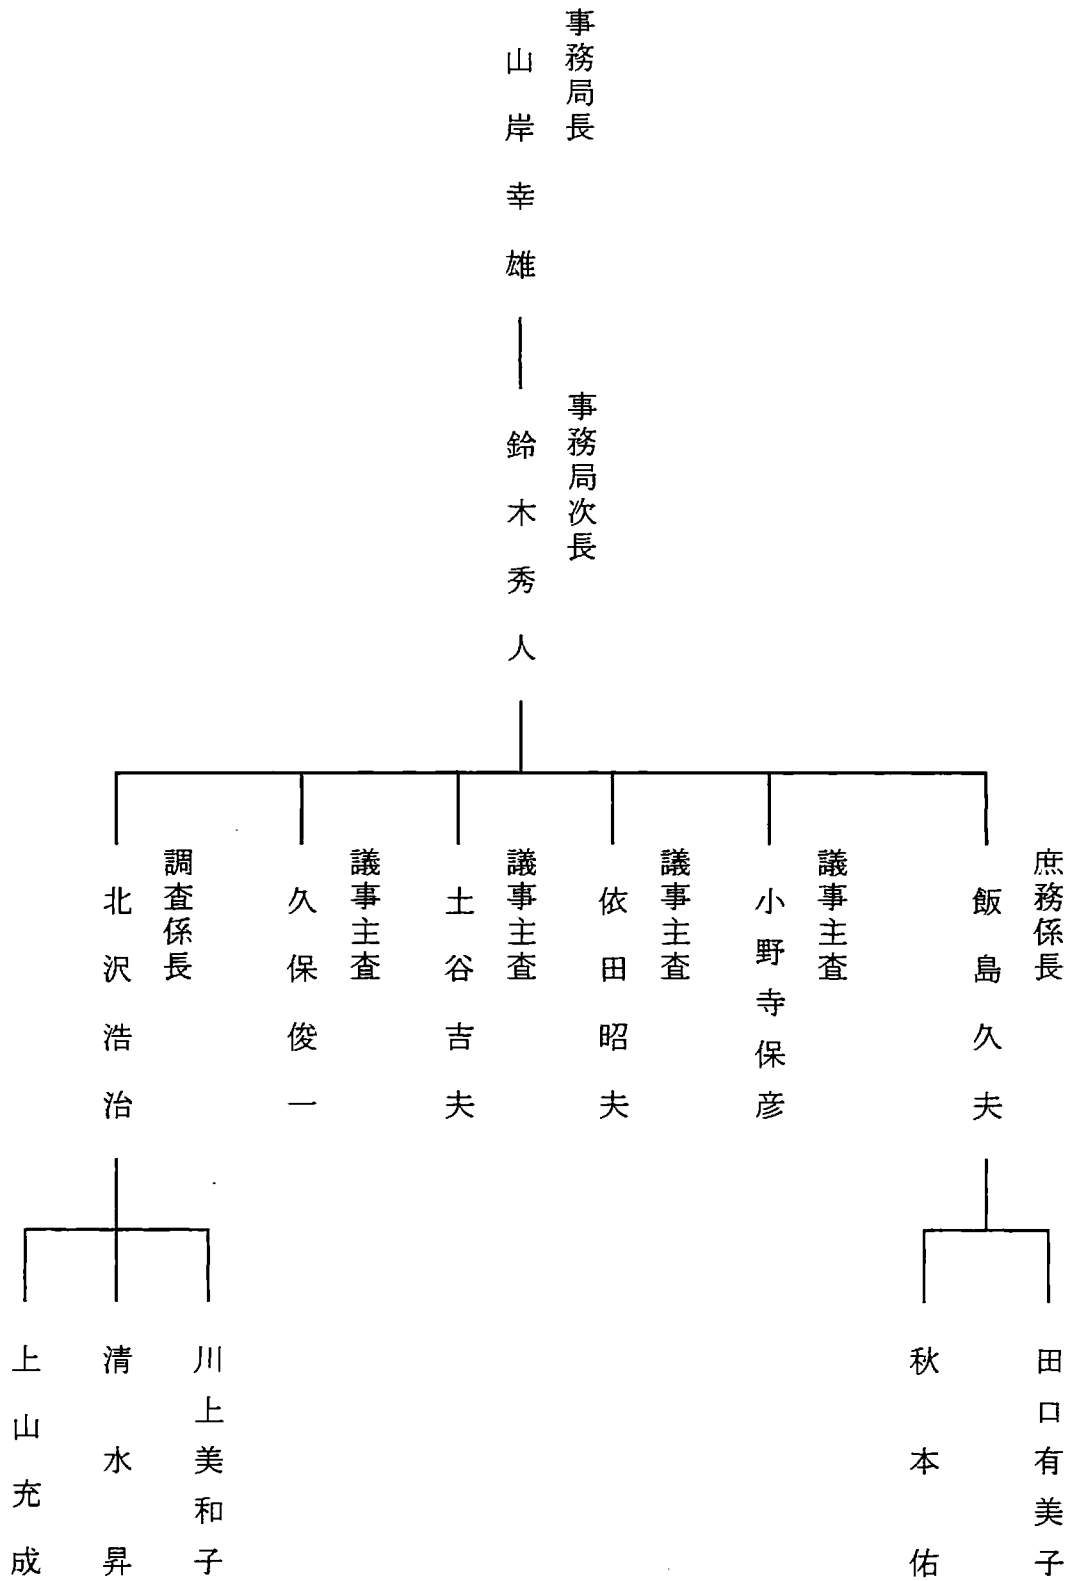 事務局長
山岸幸雄
事務局次長
鈴木秀人
庶務係長
飯島久夫
議事主査
小野寺保彦
議事主査
依田昭夫
議事主査
土谷吉夫
議事主査
久保俊一
調査係長
北沢浩治
田口有美子
秋本佑
川上美和子
清水昇
上山充成